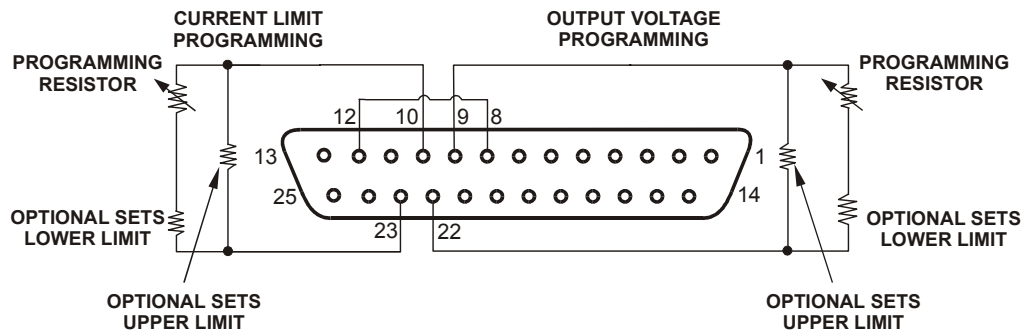 CURRENT LIMIT
PROGRAMMING
OUTPUT VOLTAGE
PROGRAMMING
PROGRAMMING
RESISTOR
PROGRAMMING
RESISTOR
12
10
9
8
13
1
25
14
23
22
OPTIONAL SETS
LOWER LIMIT
OPTIONAL SETS
LOWER LIMIT
OPTIONAL SETS
UPPER LIMIT
OPTIONAL SETS
UPPER LIMIT